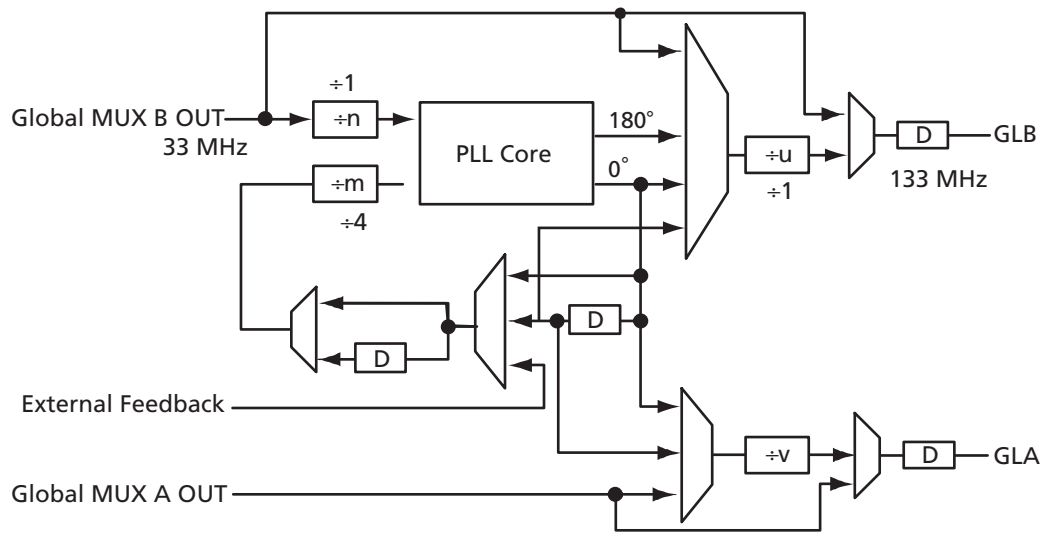 ÷1
Global MUX B OUT
÷n
33 MHz
PLL Core
180°
0°
÷m
÷4
÷u
÷1
D
GLB
133 MHz
D
D
External Feedback
÷v
D
GLA
Global MUX A OUT